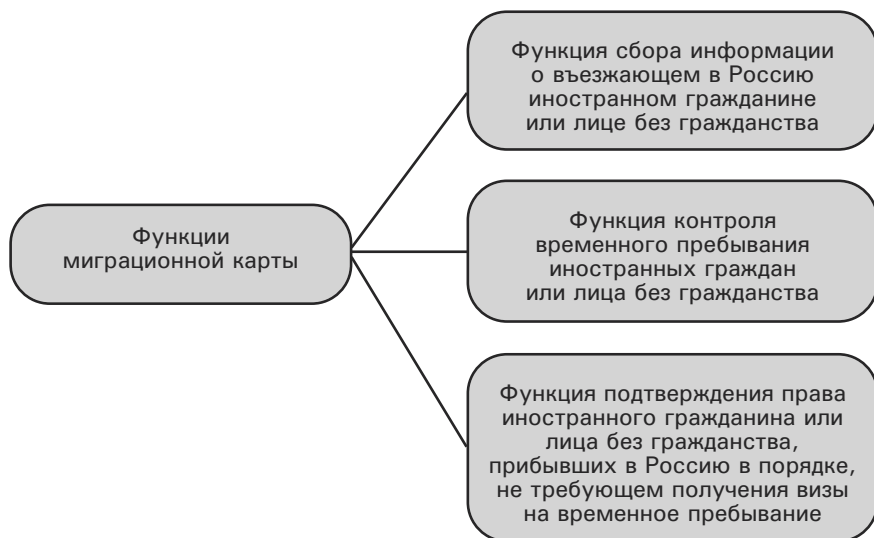 Функция сбора информации
о въезжающем в Россию
иностранном гражданине
или лице без гражданства
Функции
миграционной карты
Функция контроля
временного пребывания
иностранных граждан
или лица без гражданства
Функция подтверждения права
иностранного гражданина или
лица без гражданства,
прибывших в Россию в порядке,
не требующем получения визы
на временное пребывание